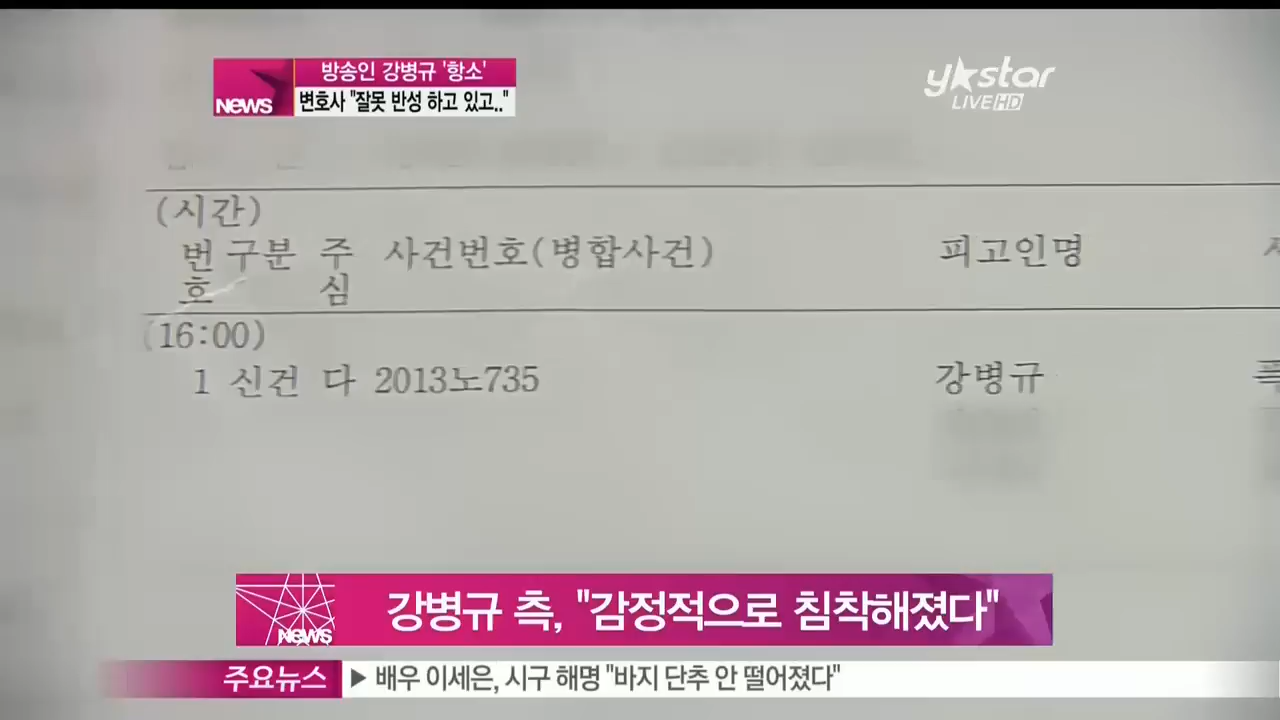 방송인 강병규 '항소'
NEWS
변호사 "잘못 반성 하고 있고.."
y★star
LIVE HD
(시간)
번 구분 주 사건번호(병합사건) 피고인명
호 심
(16:00)
1 신건 다 2013노735 강병규
강병규 측, "감정적으로 침착해졌다"
NEWS
주요뉴스 ▶ 배우 이세은, 시구 해명 "바지 단추 안 떨어졌다"